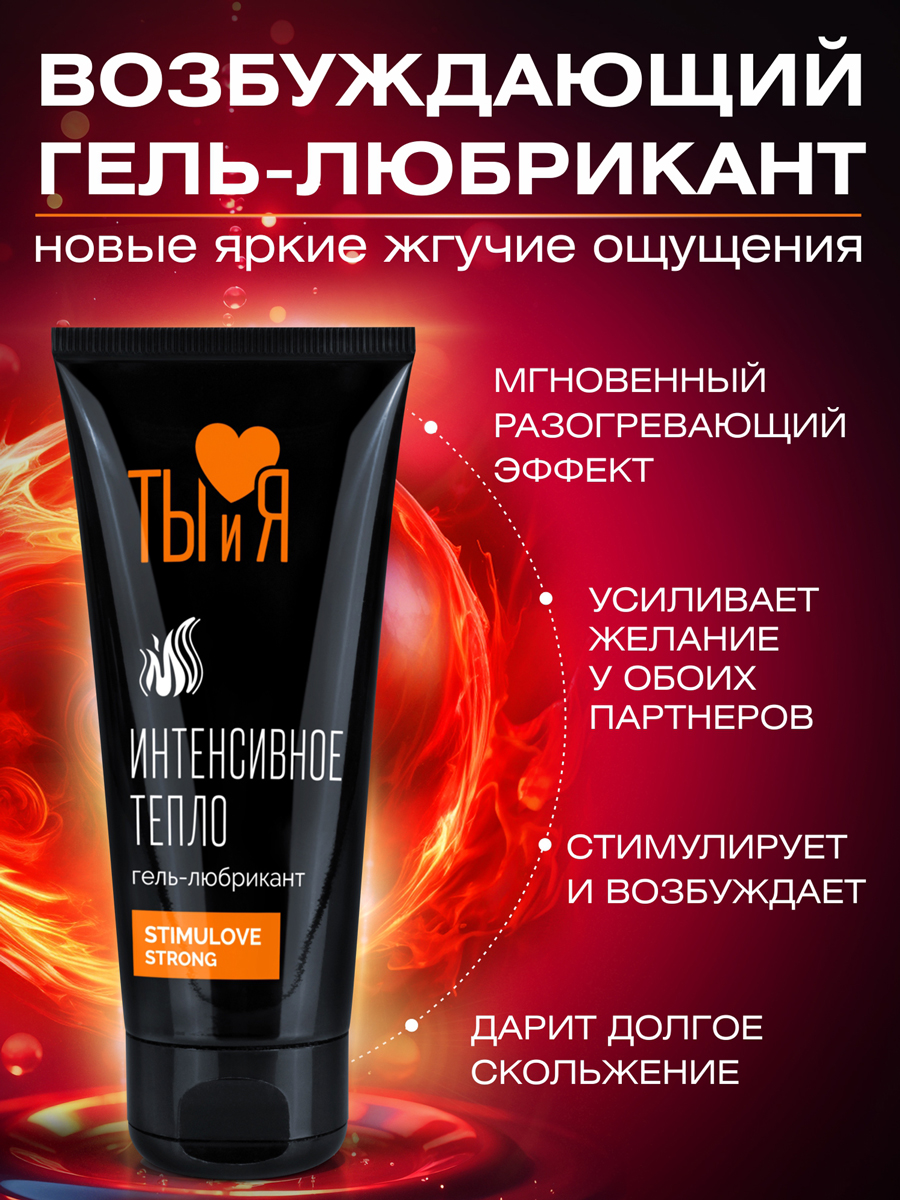 ВОЗБУЖДАЮЩИЙ
ГЕЛЬ-ЛЮБРИКАНТ
новые яркие жгучие ощущения
МГНОВЕННЫЙ
РАЗОГРЕВАЮЩИЙ
ЭФФЕКТ
ТЫ и Я
УСИЛИВАЕТ
ЖЕЛАНИЕ
У ОБОИХ
ПАРТНЕРОВ
ИНТЕНСИВНОЕ
ТЕПЛО
гель-любрикант
STIMULOVE
STRONG
СТИМУЛИРУЕТ
И ВОЗБУЖДАЕТ
ДАРИТ ДОЛГОЕ
СКОЛЬЖЕНИЕ